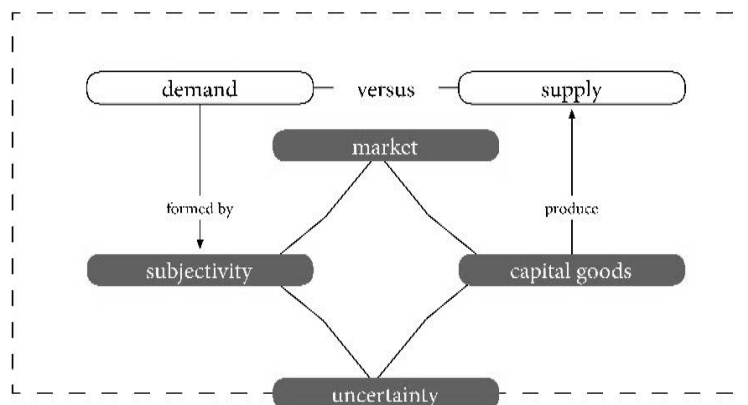 demand versus supply
market
formed by produce
subjectivity capital goods
uncertainty